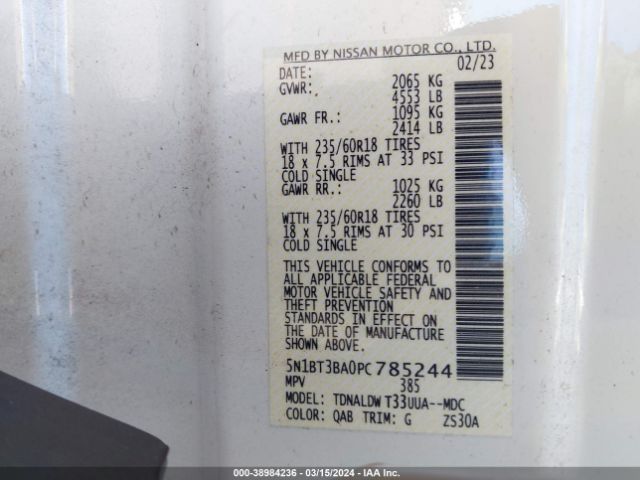 MFD BY NISSAN MOTOR CO., LTD.
DATE: 02/23
GVWR: 2065 KG
4553 LB
GAWR FR.: 1095 KG
2414 LB
WITH 235/60R18 TIRES
18 x 7.5 RIMS AT 33 PSI
COLD SINGLE
GAWR RR.: 1025 KG
2260 LB
WITH 235/60R18 TIRES
18 x 7.5 RIMS AT 30 PSI
COLD SINGLE
THIS VEHICLE CONFORMS TO
ALL APPLICABLE FEDERAL
MOTOR VEHICLE SAFETY AND
THEFT PREVENTION
STANDARDS IN EFFECT ON
THE DATE OF MANUFACTURE
SHOWN ABOVE.
5N1BT3BA0PC785244
MPV 385
MODEL: TDNALDW T33UUA--MDC
COLOR: QAB TRIM: G ZS30A
000-38984236 - 03/15/2024 - IAA